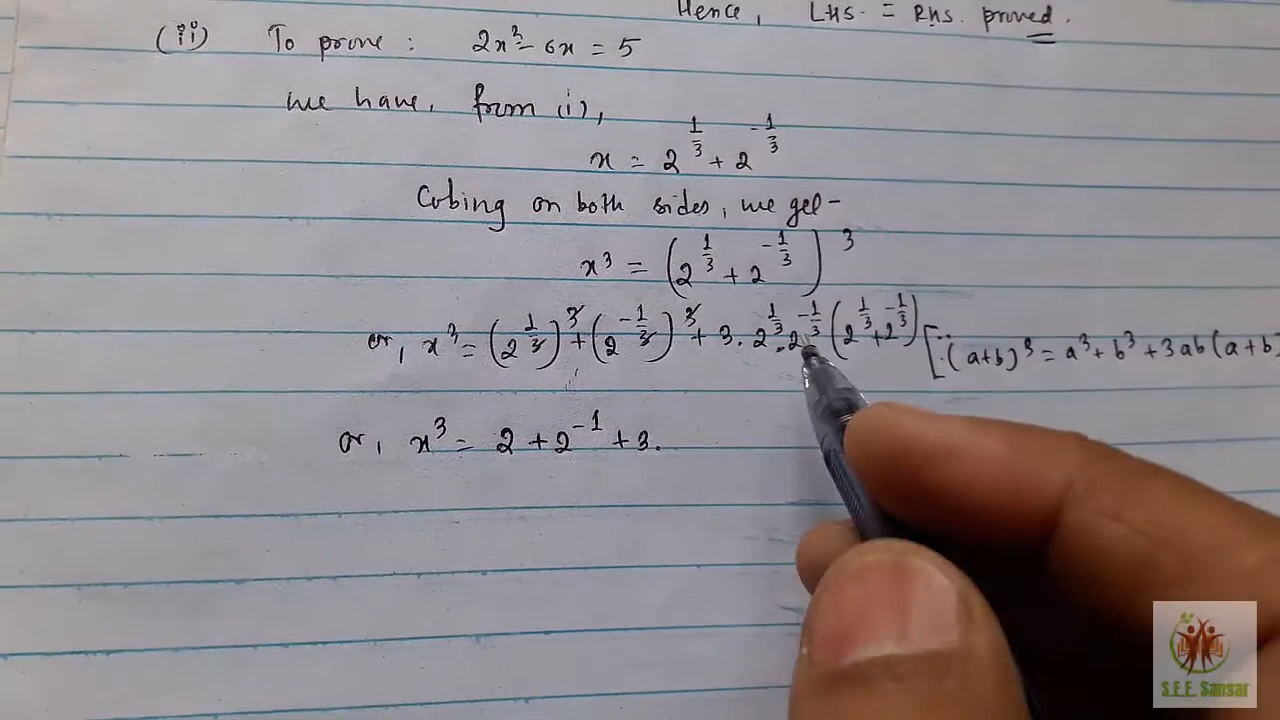 Hence, LHS. = RHS. proved.
(ii) To prove : 2x³ - 6x = 5
we have, from (i),
x = 2^(1/3) + 2^(-1/3)
Cubing on both sides, we get-
x³ = (2^(1/3) + 2^(-1/3))³
or, x³ = (2^(1/3))³ + (2^(-1/3))³ + 3. 2^(1/3) . 2^(-1/3) (2^(1/3) + 2^(-1/3)) [∵ (a+b)³ = a³ + b³ + 3ab (a+b
or, x³ = 2 + 2^(-1) + 3.
S.E.E. Sansar